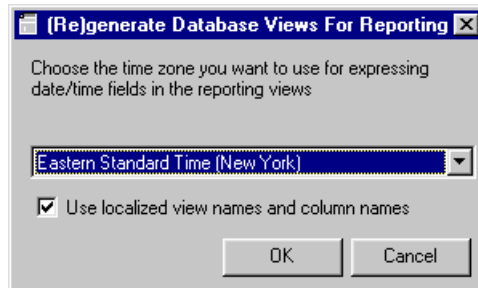 (Re)generate Database Views For Reporting
Choose the time zone you want to use for expressing
date/time fields in the reporting views
Eastern Standard Time (New York)
Use localized view names and column names
OK Cancel